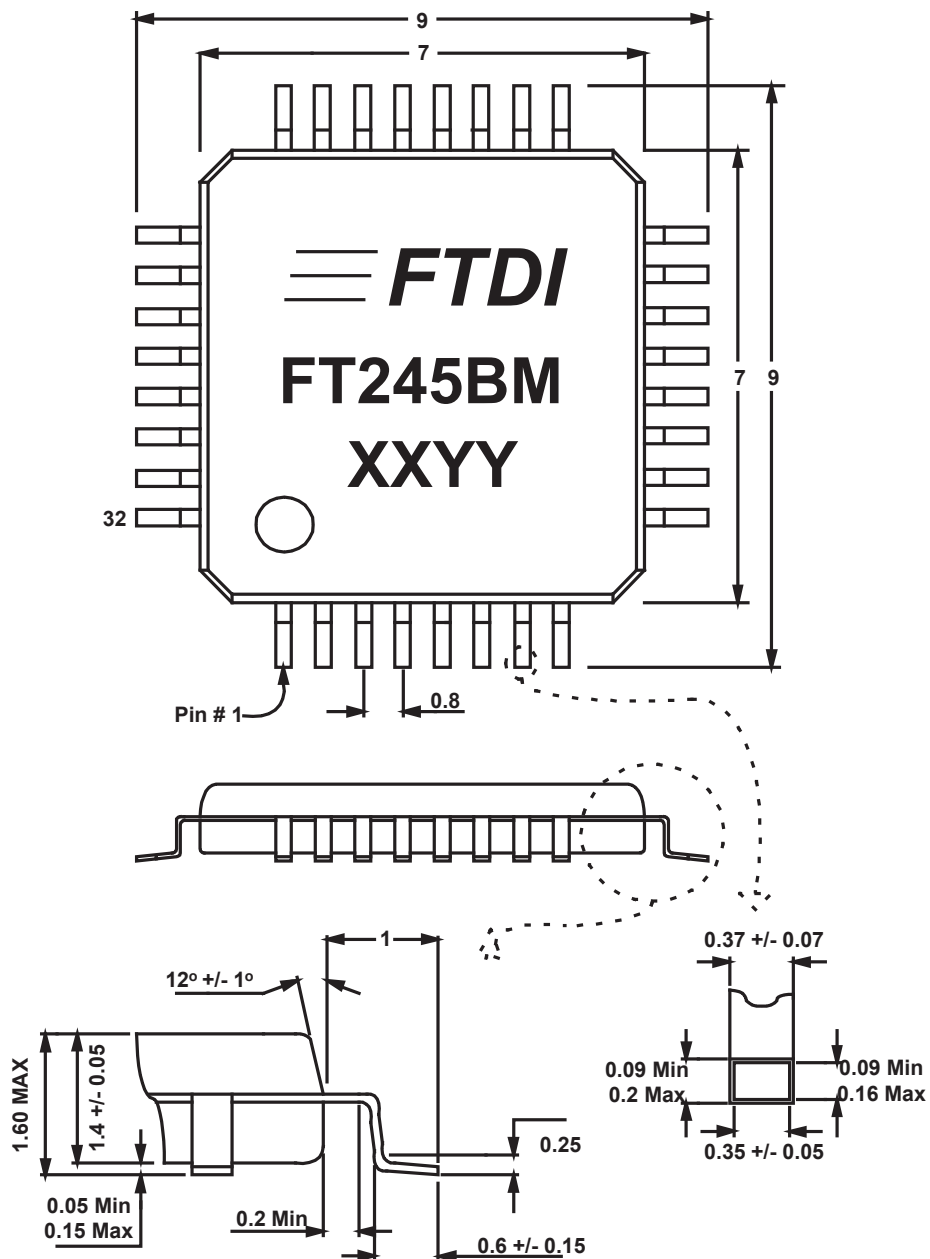 9
7
FTDI
FT245BM
XXYY
7
9
32
Pin # 1
0.8
1
0.37 +/- 0.07
12º +/- 1º
1.60 MAX
1.4 +/- 0.05
0.09 Min
0.2 Max
0.09 Min
0.16 Max
0.25
0.35 +/- 0.05
0.05 Min
0.15 Max
0.2 Min
0.6 +/- 0.15